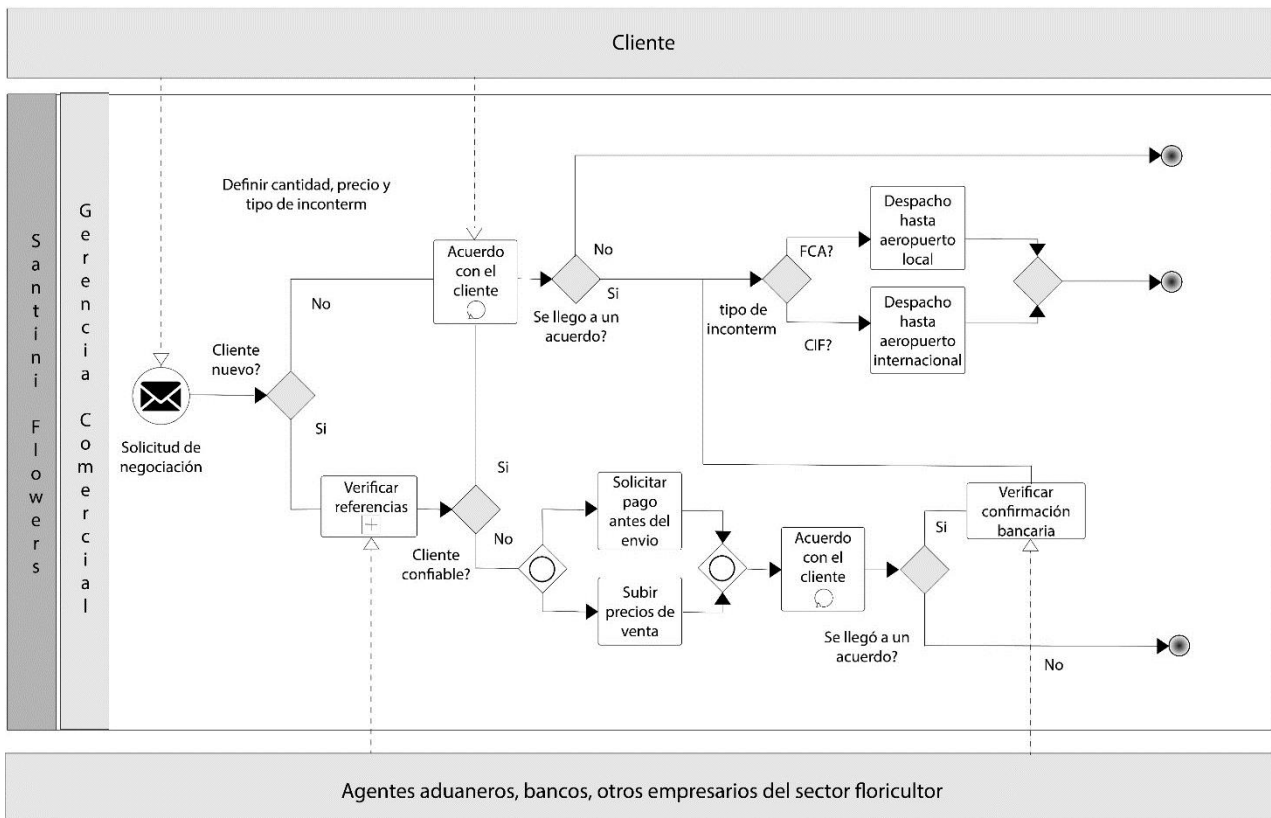 Cliente
Santini Flowers
Gerencia Comercial
Definir cantidad, precio y
tipo de inconterm
Acuerdo
con el
cliente
No
Si
Se llego a un
acuerdo?
FCA?
Despacho
hasta
aeropuerto
local
tipo de
inconterm
CIF?
Despacho
hasta
aeropuerto
internacional
No
Cliente
nuevo?
Si
Solicitud de
negociación
Verificar
referencias
Si
No
Cliente
confiable?
Solicitar
pago
antes del
envio
Subir
precios de
venta
Acuerdo
con el
cliente
Si
Verificar
confirmación
bancaria
Se llegó a un
acuerdo?
No
Agentes aduaneros, bancos, otros empresarios del sector floricultor